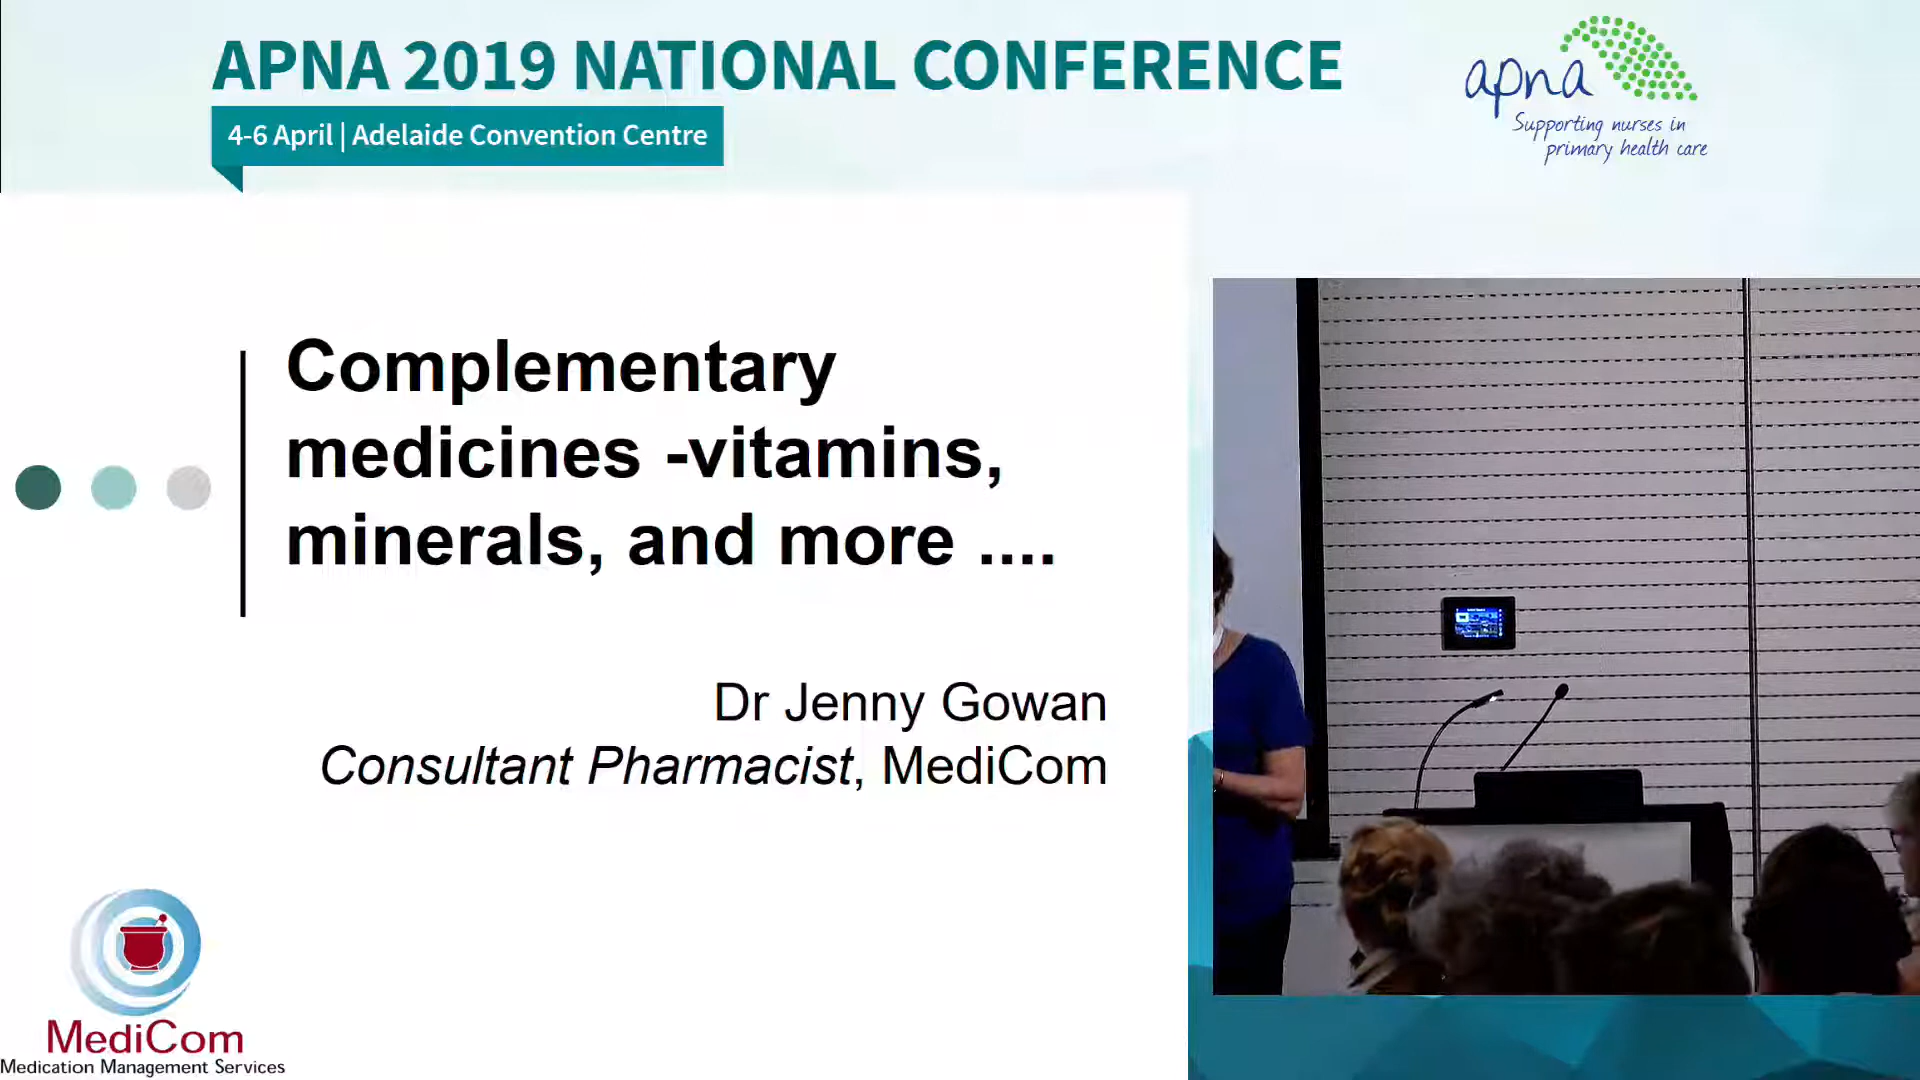 APNA 2019 NATIONAL CONFERENCE
4-6 April | Adelaide Convention Centre
apna
Supporting nurses in
primary health care
Complementary
medicines -vitamins,
minerals, and more ....
Dr Jenny Gowan
Consultant Pharmacist, MediCom
MediCom
Medication Management Services